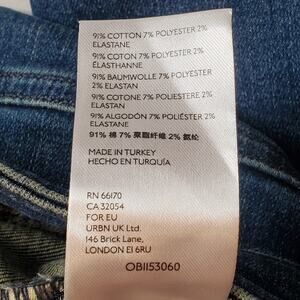 91% COTTON 7% POLYESTER 2%
ELASTANE
91% COTON 7% POLYESTER 2%
ÉLASTHANNE
91% BAUMWOLLE 7% POLYESTER
2% ELASTAN
91% COTONE 7% POLIESTERE 2%
ELASTANE
91% ALGODÓN 7% POLIÉSTER 2%
ELASTANE
91% 棉 7% 聚酯纤维 2% 氨纶
MADE IN TURKEY
HECHO EN TURQUÍA
RN 66170
CA 32054
FOR EU
URBN UK Ltd.
146 Brick Lane,
LONDON E1 6RU
OB1153060